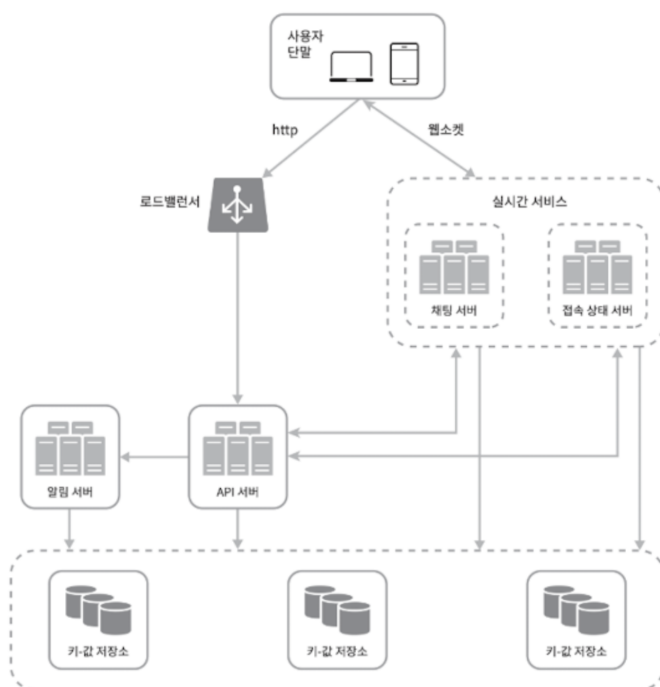 사용자
단말
http
웹소켓
로드밸런서
실시간 서비스
채팅 서버
접속 상태 서버
알림 서버
API 서버
키-값 저장소
키-값 저장소
키-값 저장소